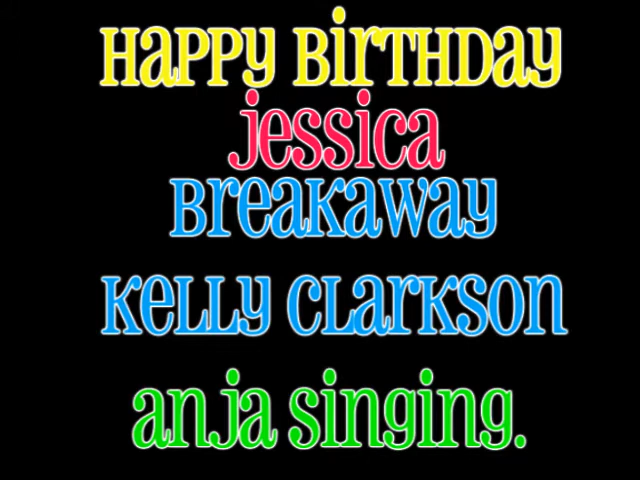 HaPPY BirTHDay
jessica
Breakaway
Kelly Clarkson
anja singing.